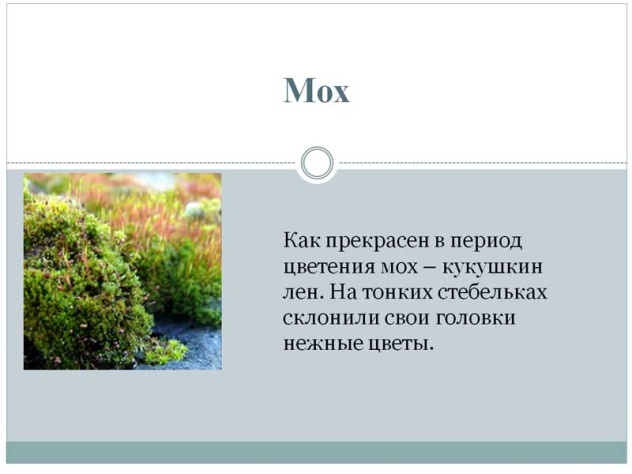 Мох
Как прекрасен в период
цветения мох – кукушкин
лен. На тонких стебельках
склонили свои головки
нежные цветы.